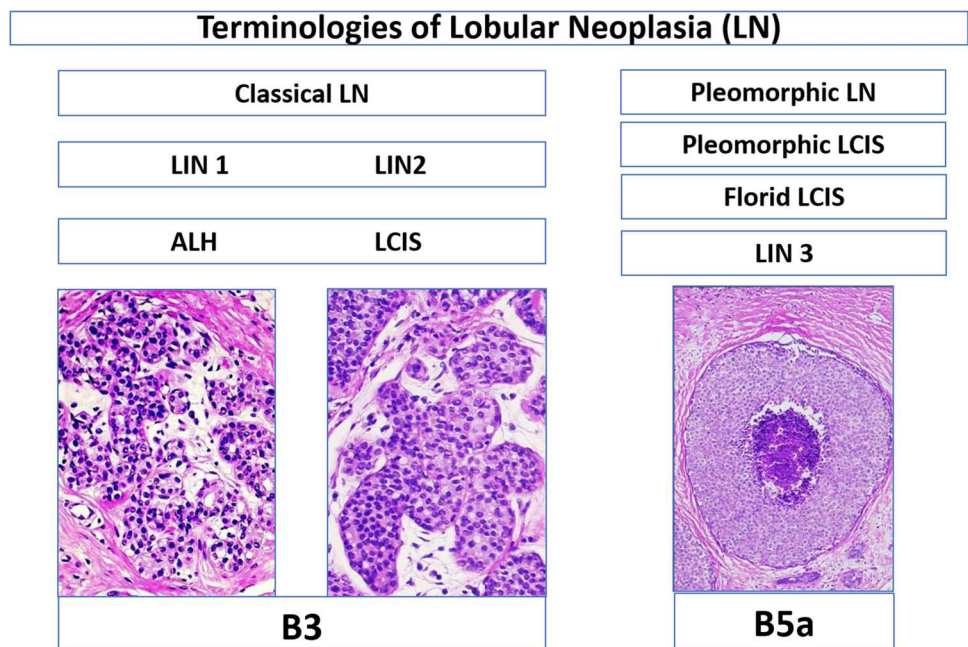 Terminologies of Lobular Neoplasia (LN)
Classical LN
LIN 1 LIN2
ALH LCIS
B3
Pleomorphic LN
Pleomorphic LCIS
Florid LCIS
LIN 3
B5a